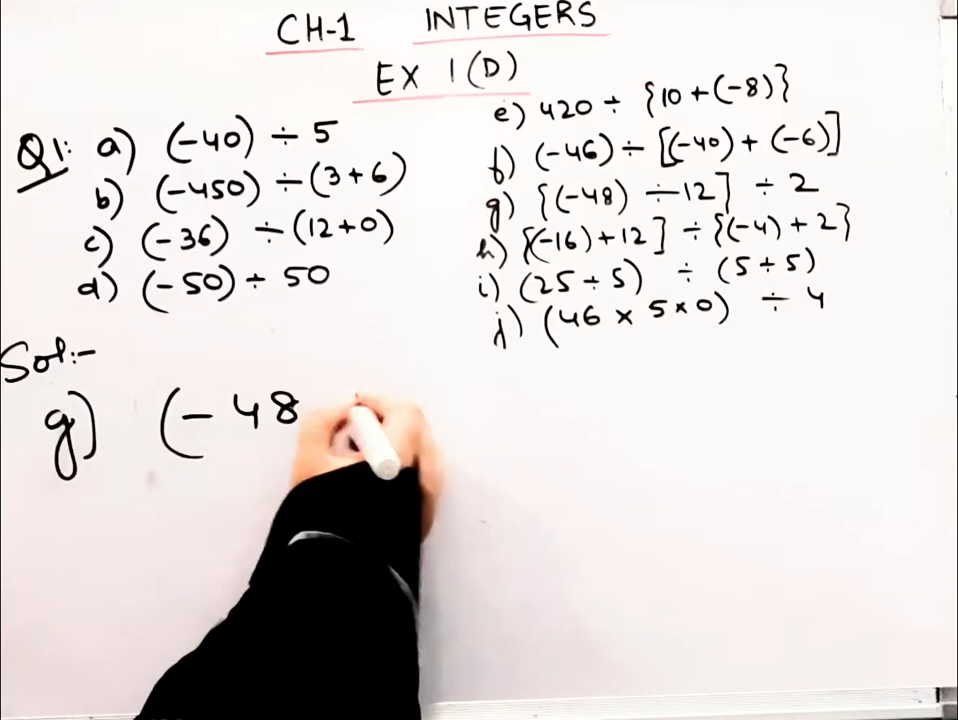 CH-1 INTEGERS
EX 1(D)
Q1: a) (-40) ÷ 5
b) (-450) ÷ (3+6)
c) (-36) ÷ (12+0)
d) (-50) ÷ 50
e) 420 ÷ {10 + (-8)}
f) (-46) ÷ [(-40) + (-6)]
g) {(-48) ÷ 12] ÷ 2
h) {(-16) + 12] ÷ {(-4) + 2}
i) (25 ÷ 5) ÷ (5 ÷ 5)
j) (46 × 5 × 0) ÷ 4
Sol:-
g) (-48